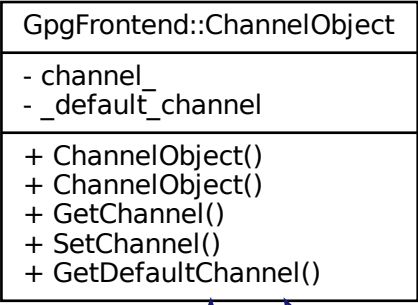 GpgFrontend::ChannelObject
- channel_
- _default_channel
+ ChannelObject()
+ ChannelObject()
+ GetChannel()
+ SetChannel()
+ GetDefaultChannel()